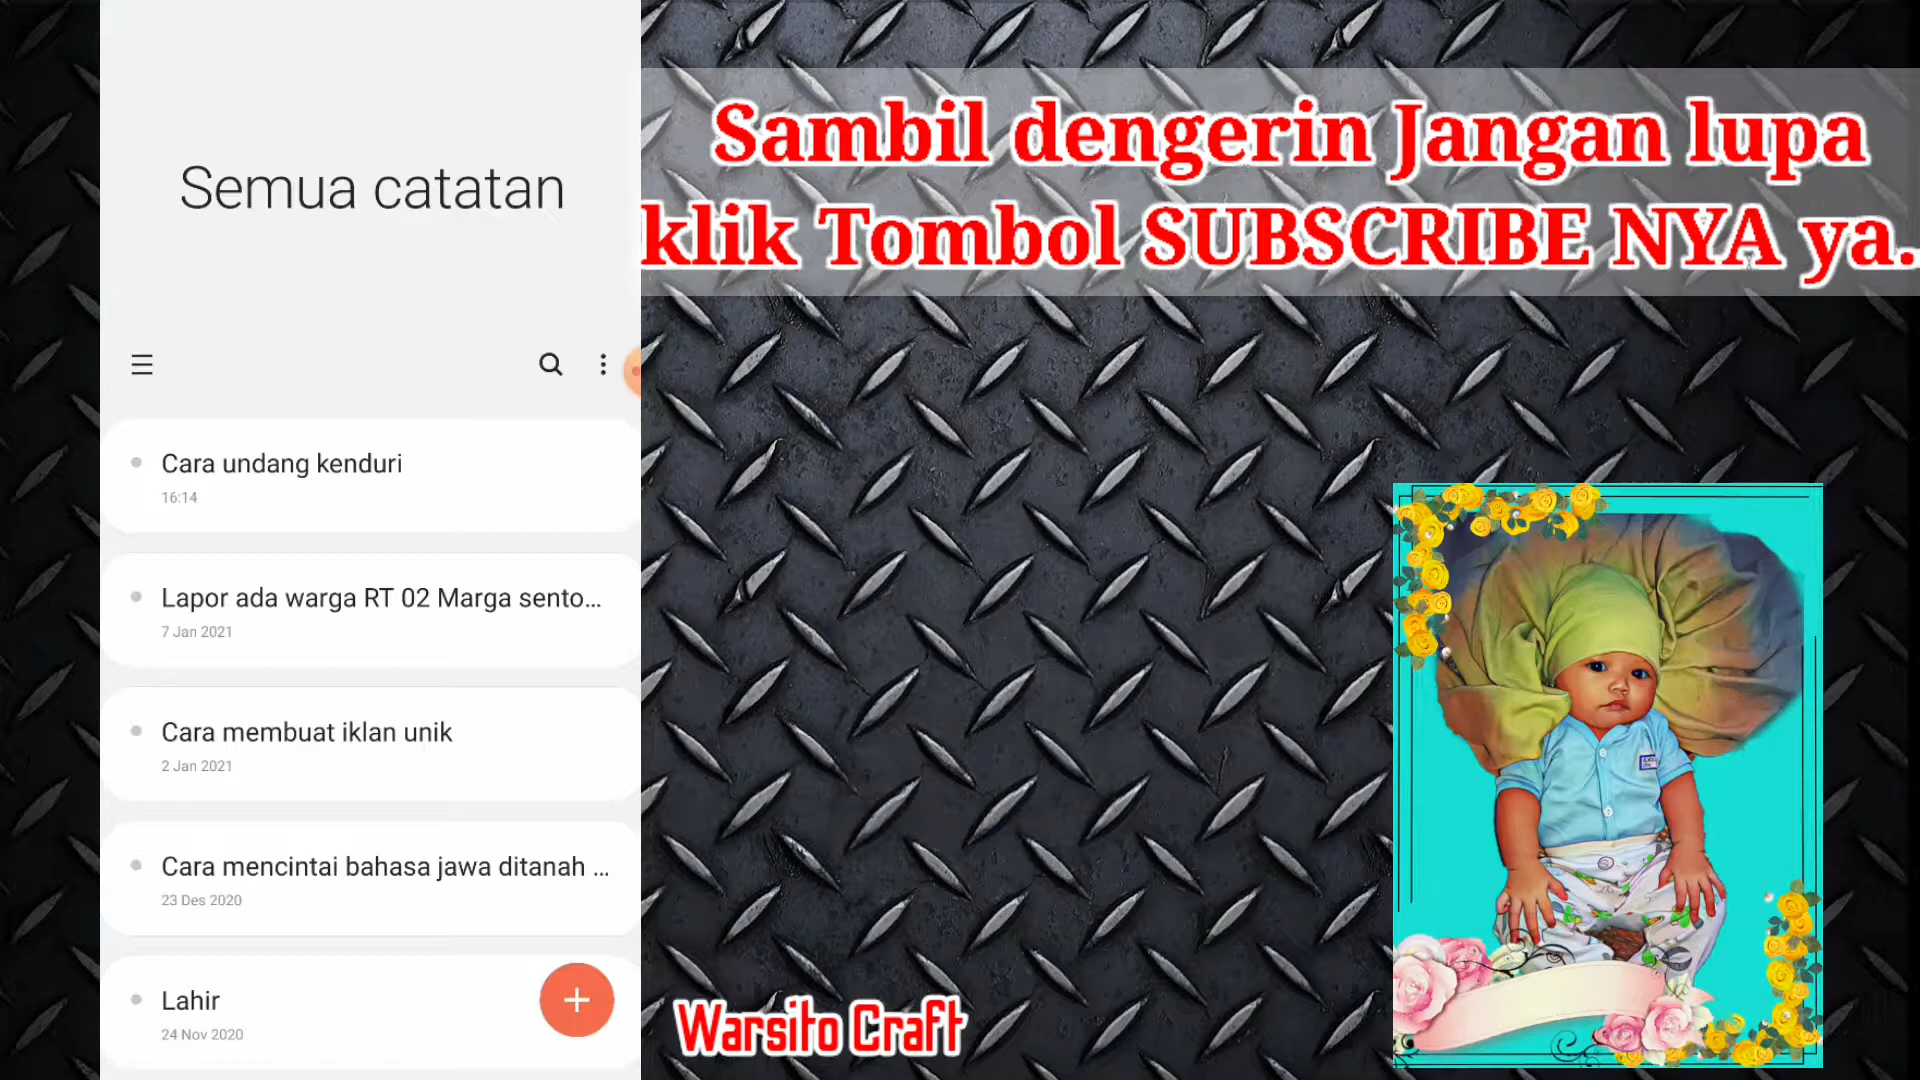 Semua catatan
Cara undang kenduri
16:14
Lapor ada warga RT 02 Marga sento...
7 Jan 2021
Cara membuat iklan unik
2 Jan 2021
Cara mencintai bahasa jawa ditanah ...
23 Des 2020
Lahir
24 Nov 2020
Sambil dengerin Jangan lupa
klik Tombol SUBSCRIBE NYA ya.
Warsito Craft